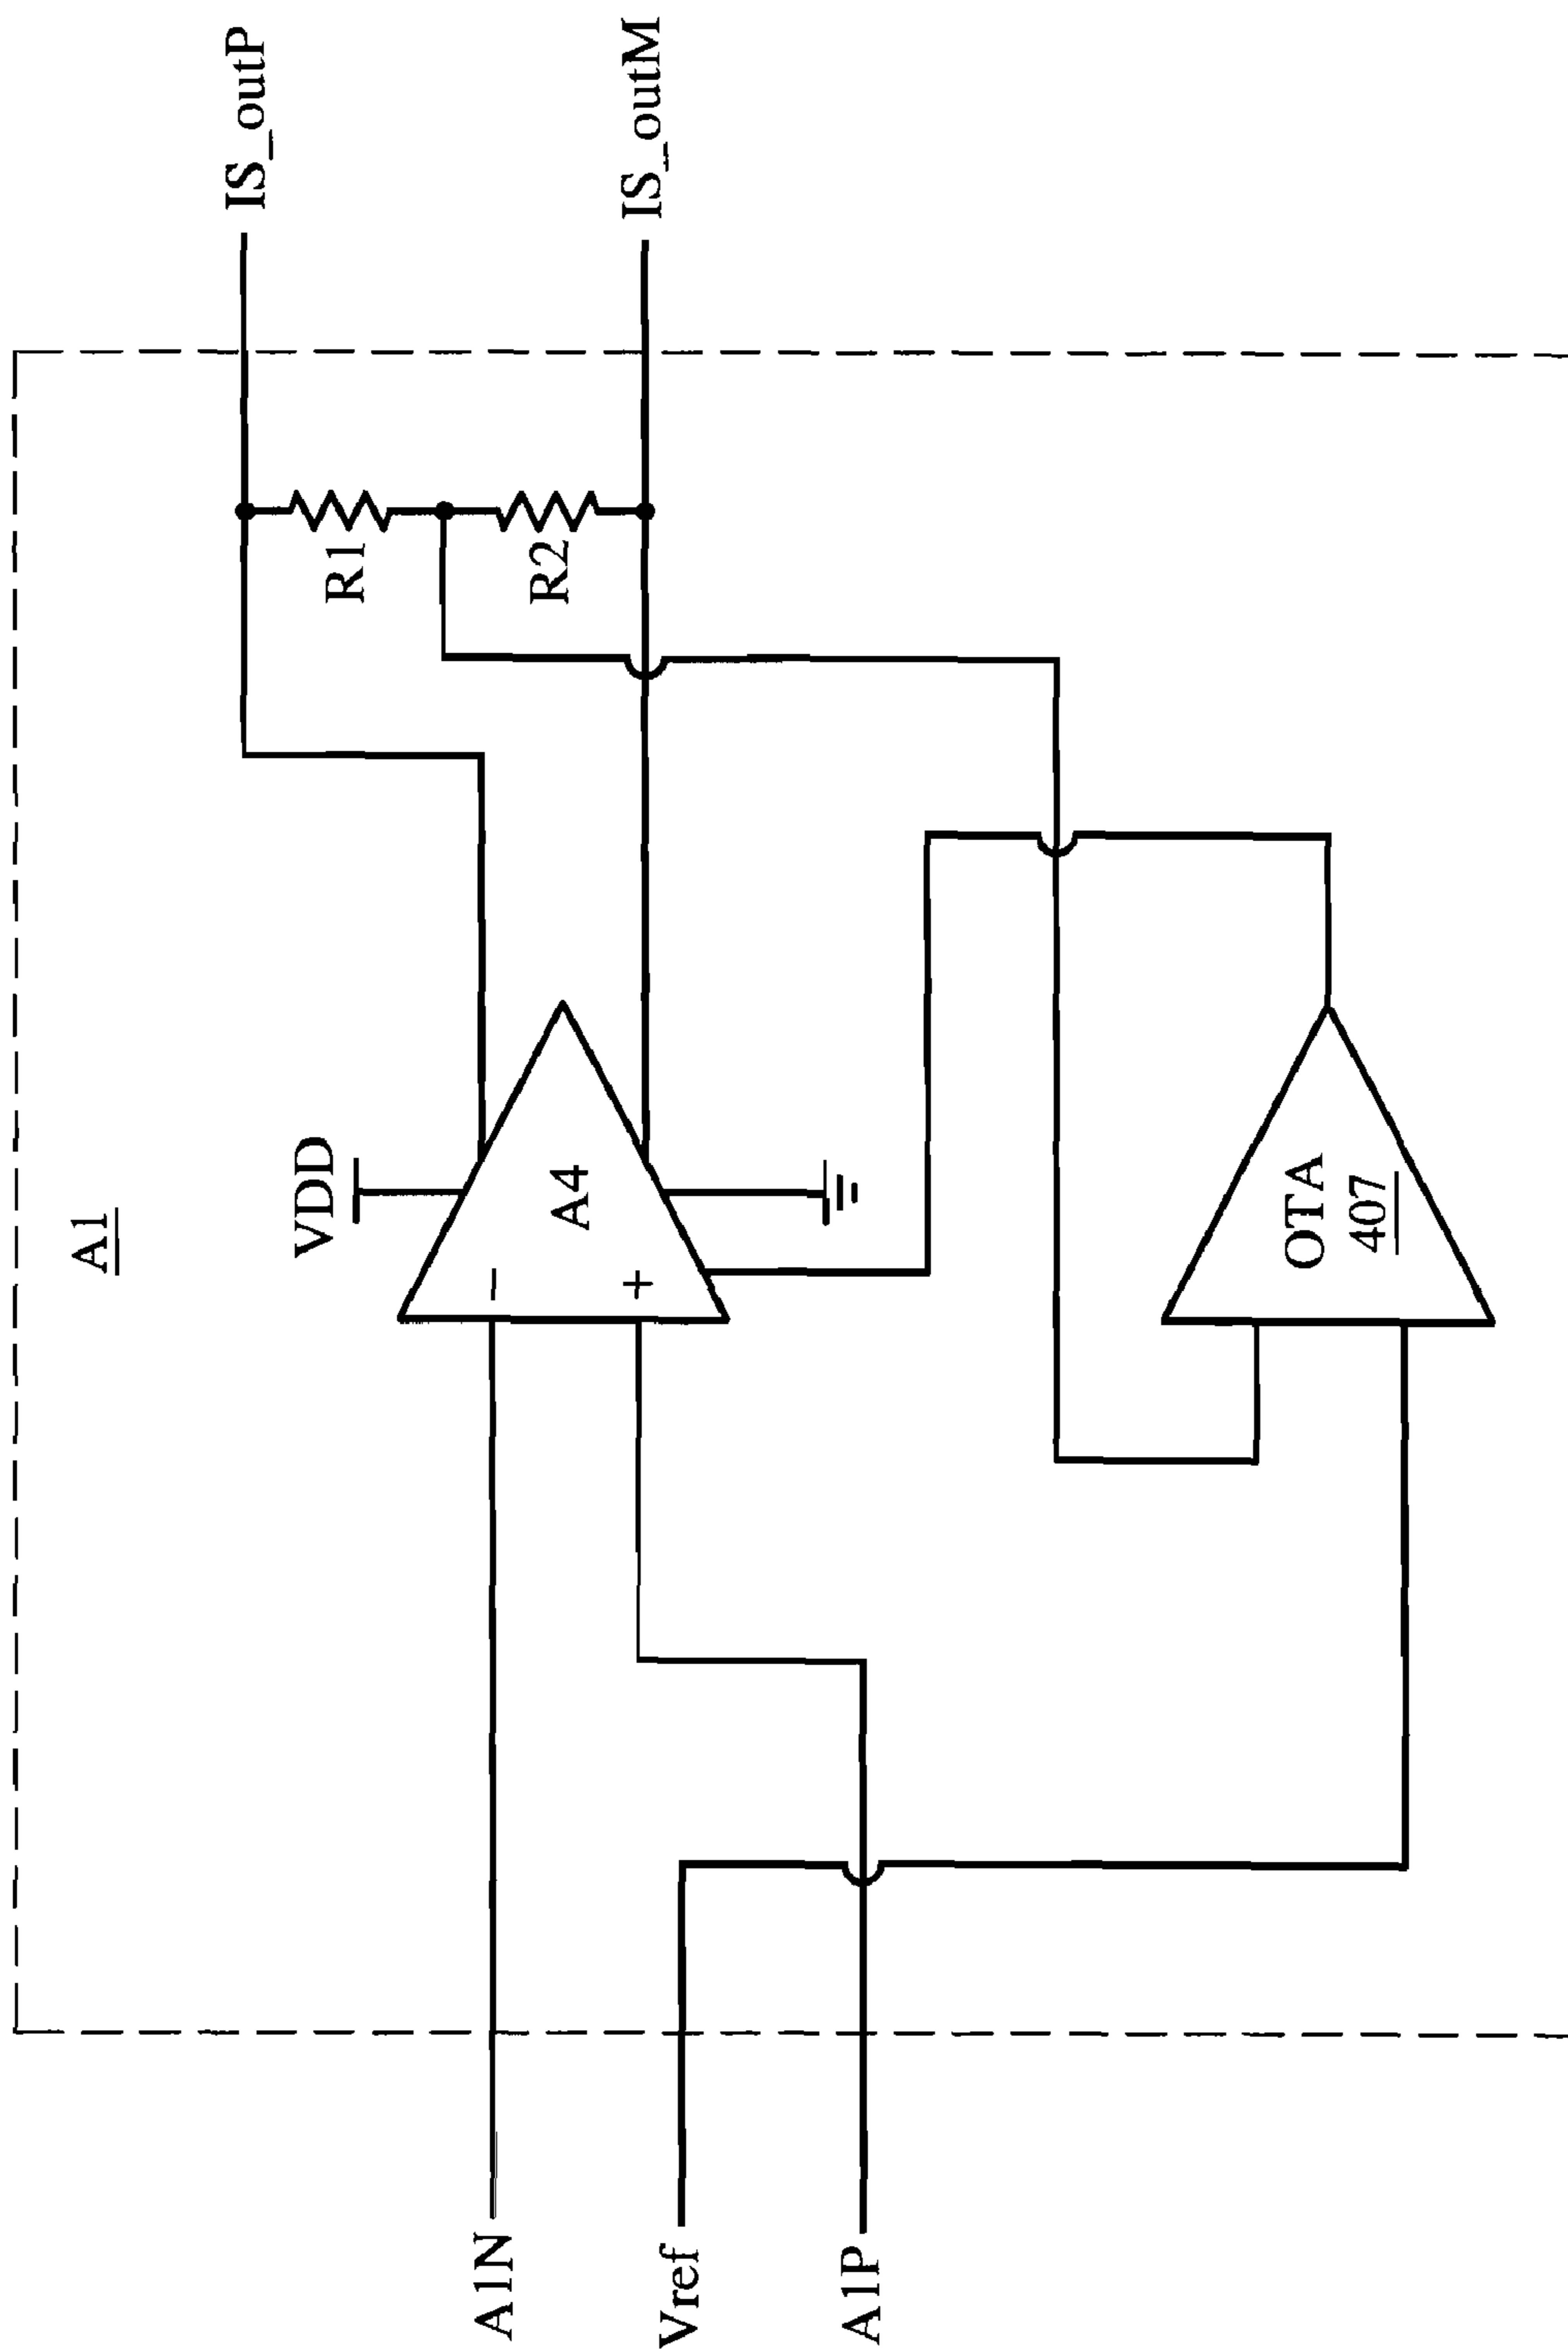 A1
VDD
A1N
Vref
A1P
−
+
A4
R1
R2
IS_outP
IS_outM
OTA
407